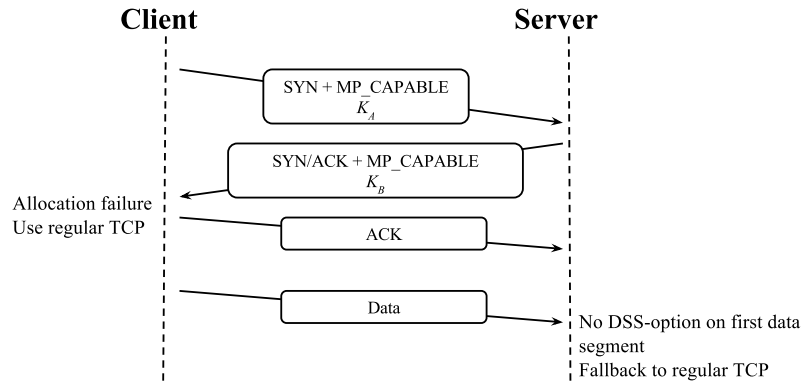 Client
Server
SYN + MP_CAPABLE
K_A
SYN/ACK + MP_CAPABLE
K_B
Allocation failure
Use regular TCP
ACK
Data
No DSS-option on first data
segment
Fallback to regular TCP